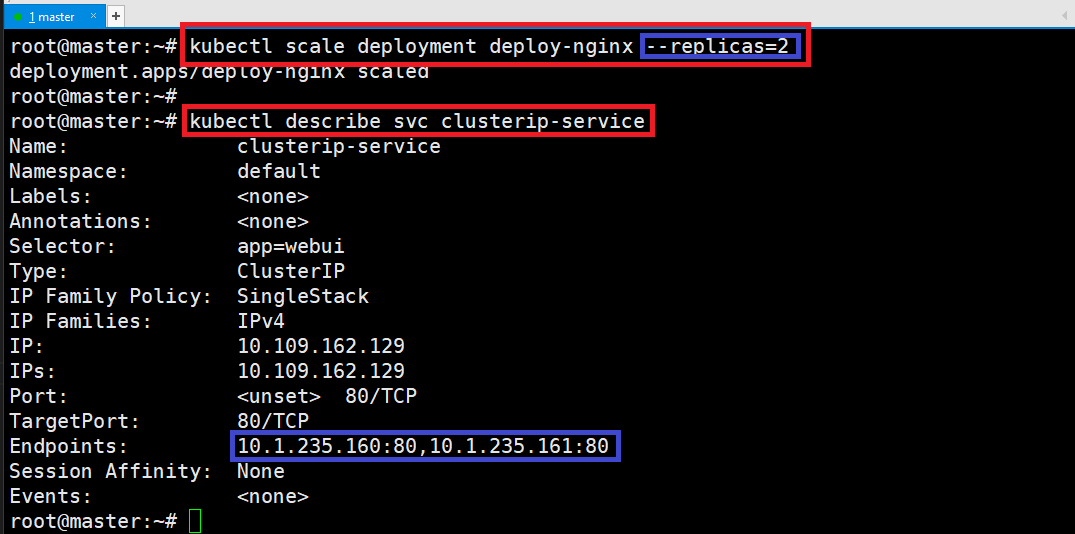 1 master × +
root@master:~# kubectl scale deployment deploy-nginx --replicas=2
deployment.apps/deploy-nginx scaled
root@master:~#
root@master:~# kubectl describe svc clusterip-service
Name:              clusterip-service
Namespace:         default
Labels:            <none>
Annotations:       <none>
Selector:          app=webui
Type:              ClusterIP
IP Family Policy:  SingleStack
IP Families:       IPv4
IP:                10.109.162.129
IPs:               10.109.162.129
Port:              <unset>  80/TCP
TargetPort:        80/TCP
Endpoints:         10.1.235.160:80,10.1.235.161:80
Session Affinity:  None
Events:            <none>
root@master:~#